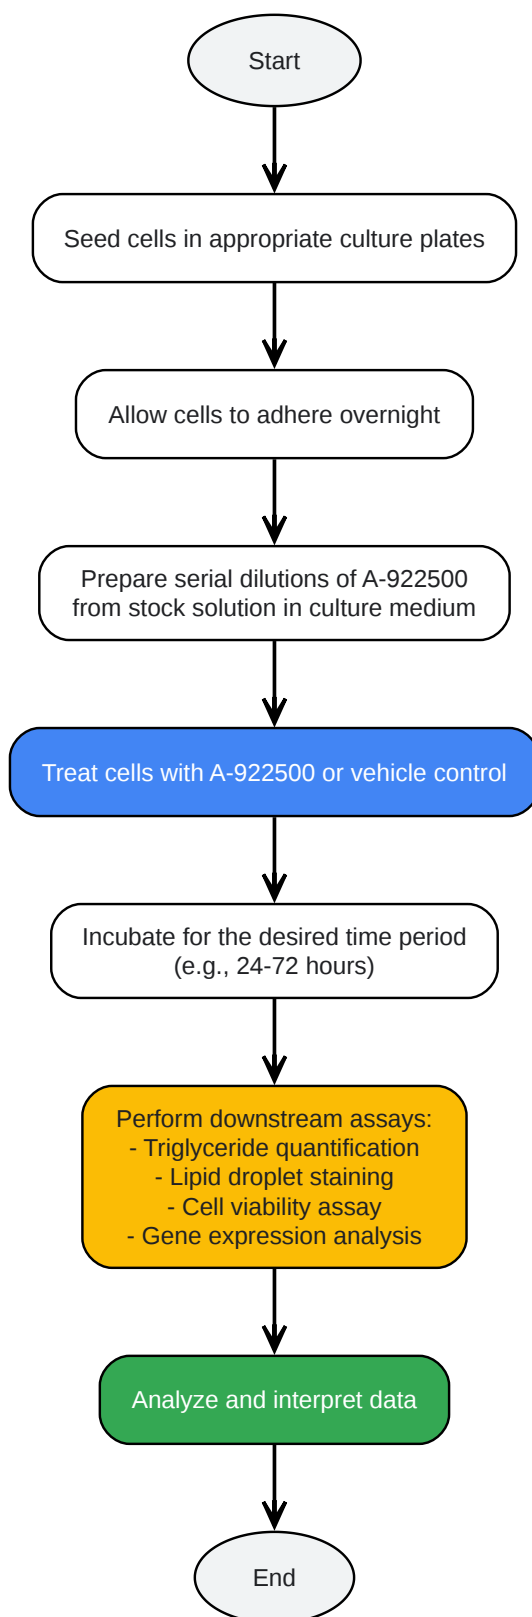 Start
Seed cells in appropriate culture plates
Allow cells to adhere overnight
Prepare serial dilutions of A-922500
from stock solution in culture medium
Treat cells with A-922500 or vehicle control
Incubate for the desired time period
(e.g., 24-72 hours)
Perform downstream assays:
- Triglyceride quantification
- Lipid droplet staining
- Cell viability assay
- Gene expression analysis
Analyze and interpret data
End